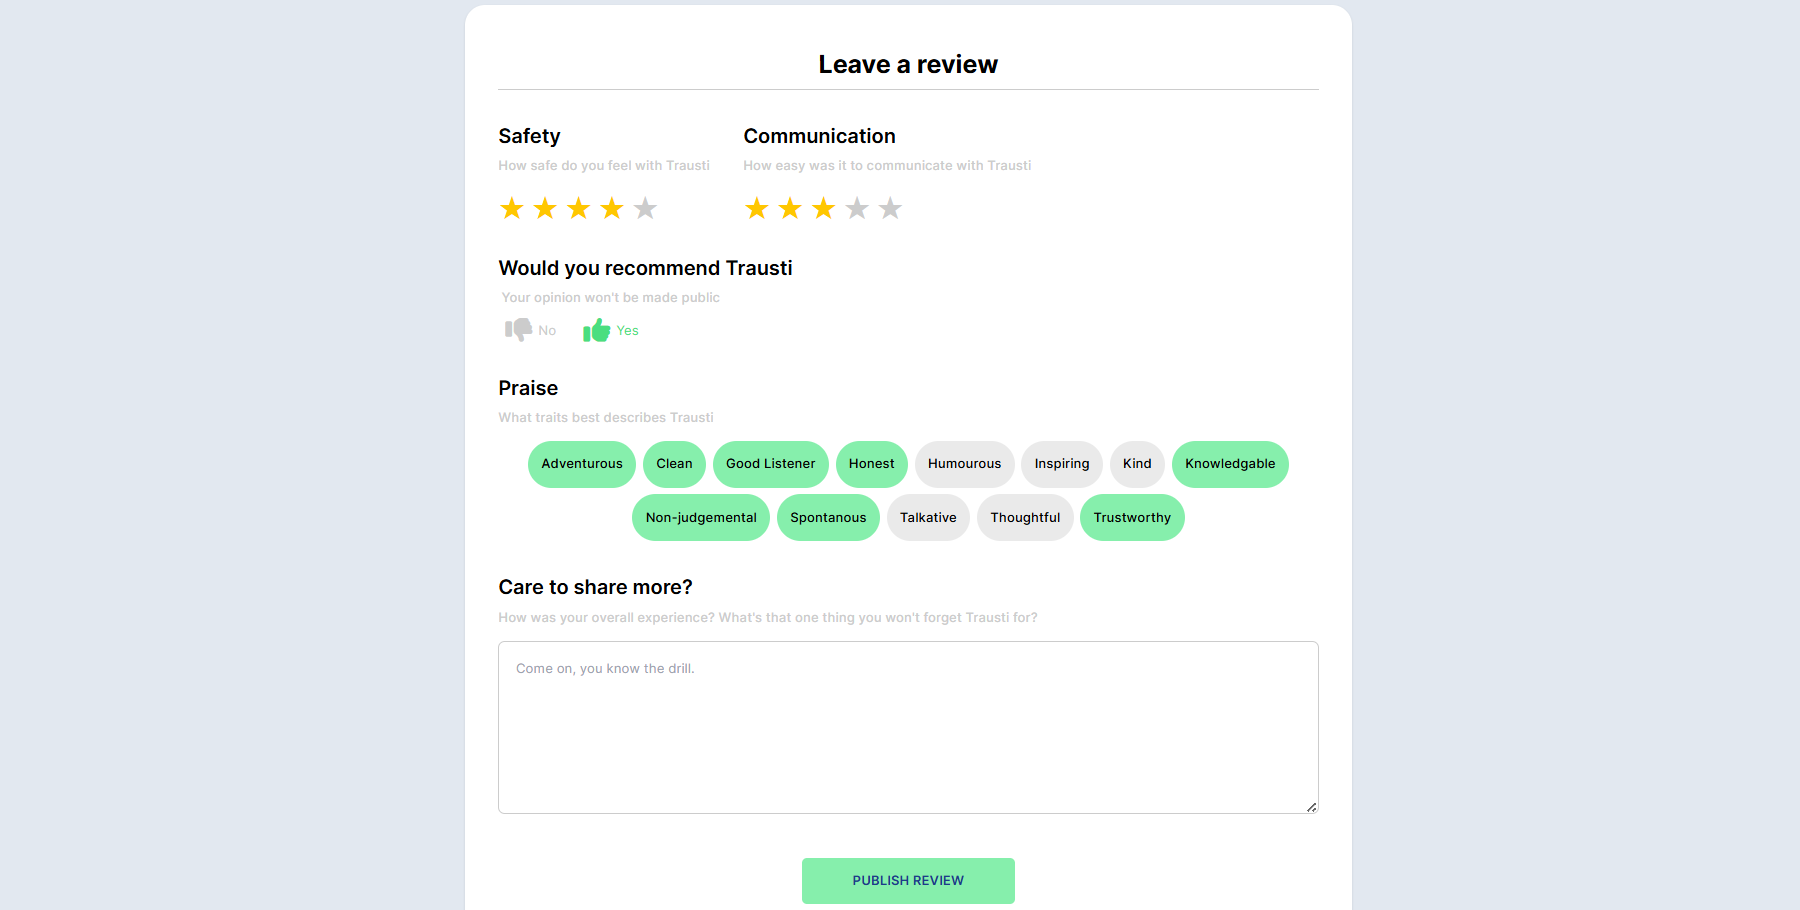 Leave a review
Safety
How safe do you feel with Trausti
Communication
How easy was it to communicate with Trausti
Would you recommend Trausti
Your opinion won't be made public
No Yes
Praise
What traits best describes Trausti
Adventurous Clean Good Listener Honest Humourous Inspiring Kind Knowledgable
Non-judgemental Spontanous Talkative Thoughtful Trustworthy
Care to share more?
How was your overall experience? What's that one thing you won't forget Trausti for?
Come on, you know the drill.
PUBLISH REVIEW